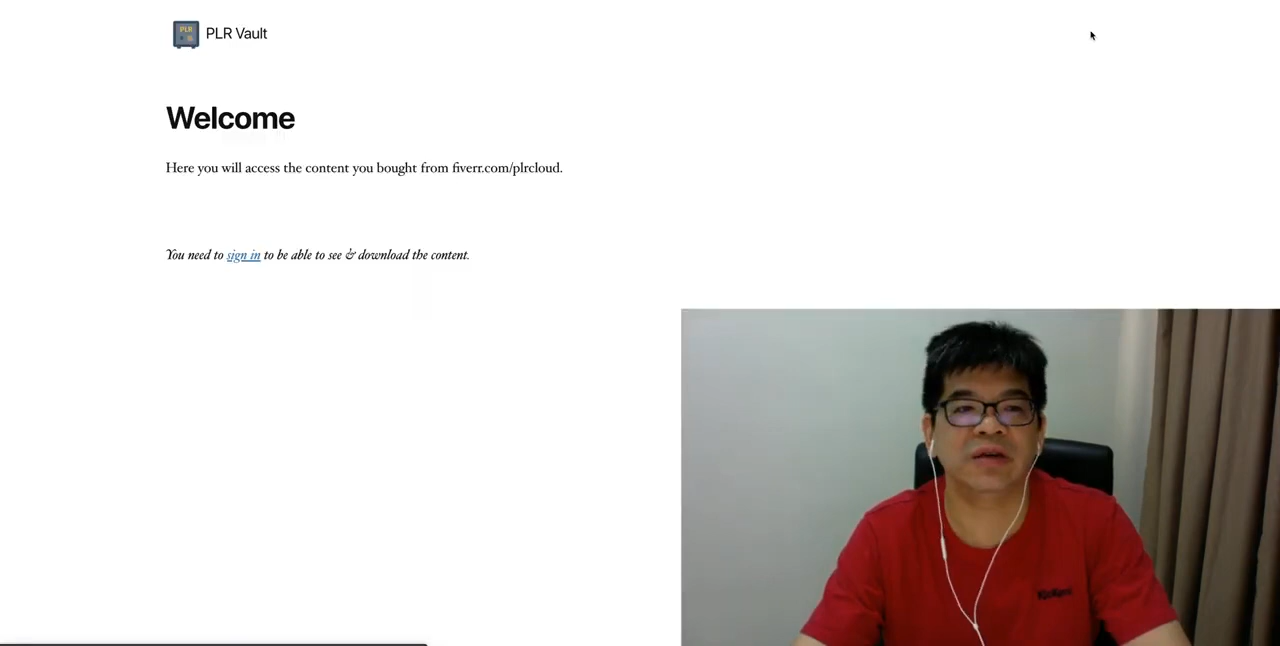 PLR
PLR Vault
Welcome
Here you will access the content you bought from fiverr.com/plrcloud.
You need to sign in to be able to see & download the content.